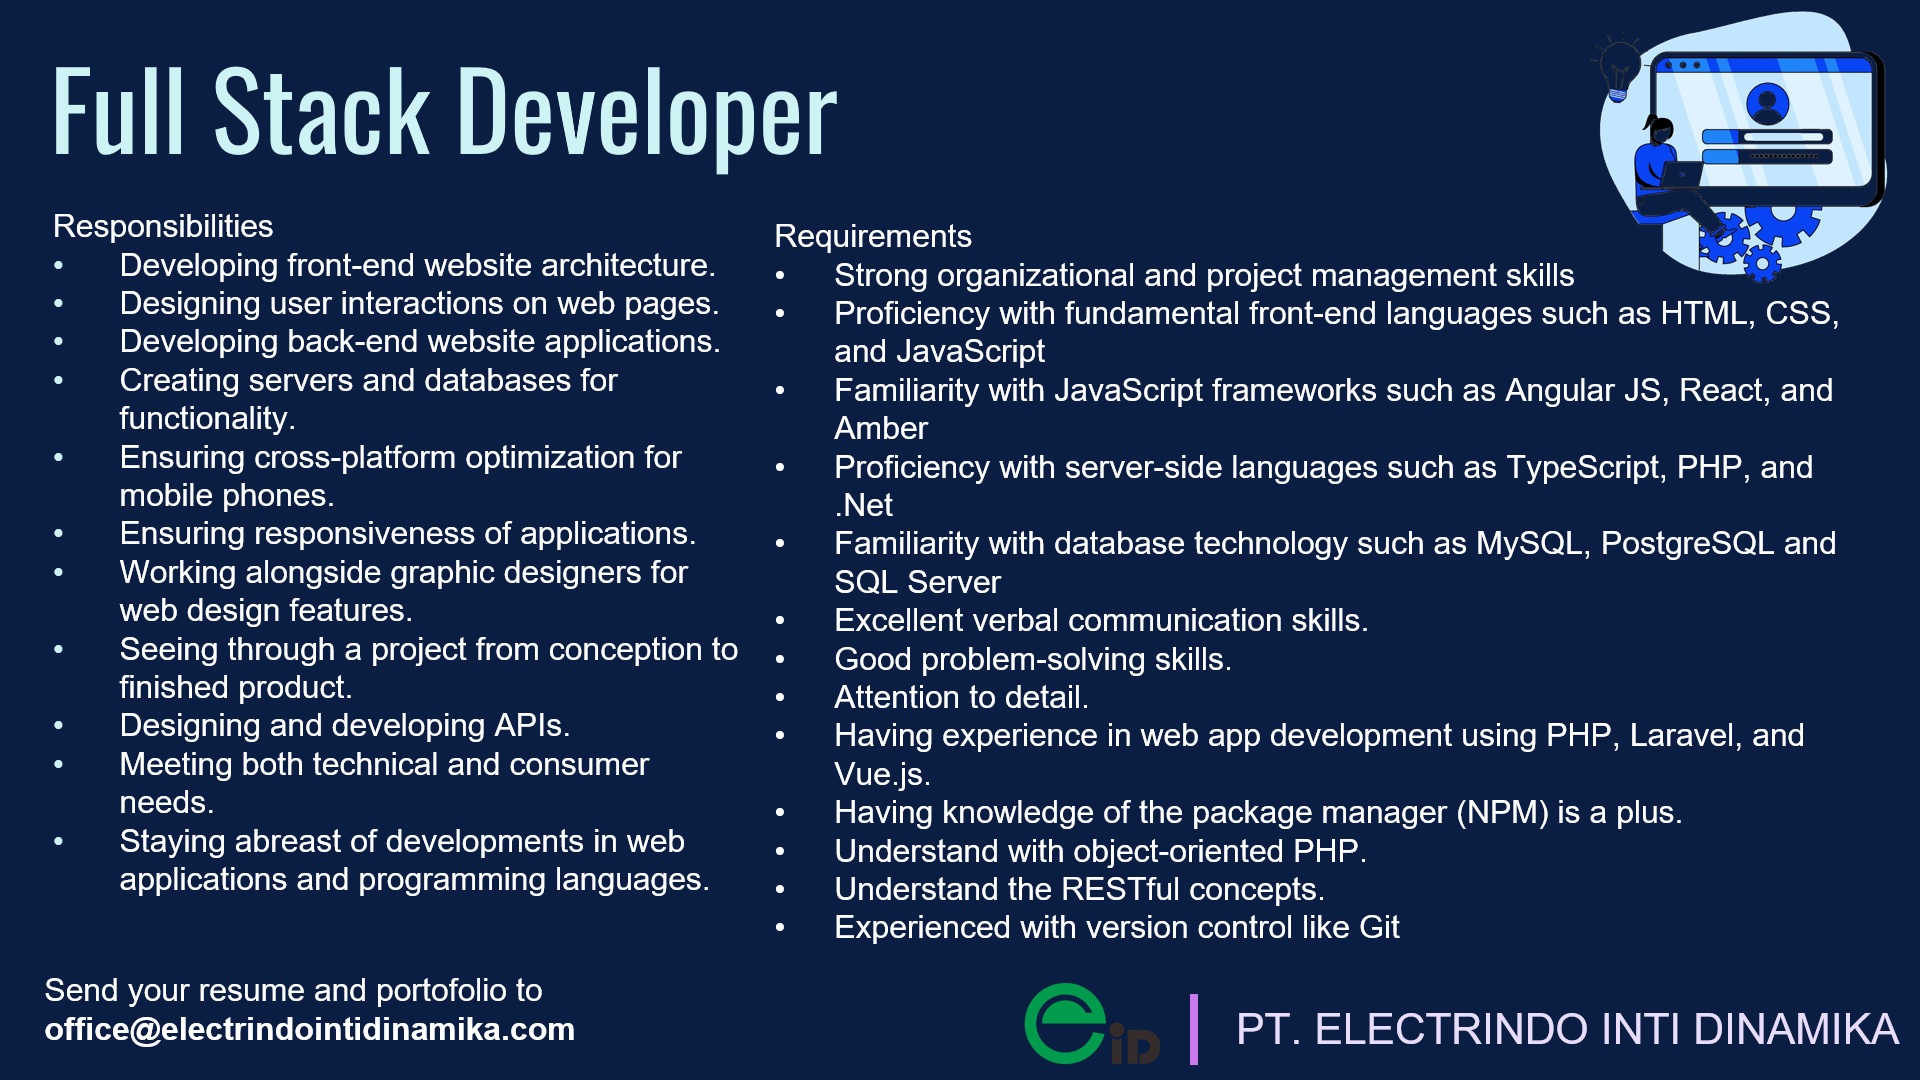 Full Stack Developer
Responsibilities
• Developing front-end website architecture.
• Designing user interactions on web pages.
• Developing back-end website applications.
• Creating servers and databases for
functionality.
• Ensuring cross-platform optimization for
mobile phones.
• Ensuring responsiveness of applications.
• Working alongside graphic designers for
web design features.
• Seeing through a project from conception to
finished product.
• Designing and developing APIs.
• Meeting both technical and consumer
needs.
• Staying abreast of developments in web
applications and programming languages.
Requirements
• Strong organizational and project management skills
• Proficiency with fundamental front-end languages such as HTML, CSS,
and JavaScript
• Familiarity with JavaScript frameworks such as Angular JS, React, and
Amber
• Proficiency with server-side languages such as TypeScript, PHP, and
.Net
• Familiarity with database technology such as MySQL, PostgreSQL and
SQL Server
• Excellent verbal communication skills.
• Good problem-solving skills.
• Attention to detail.
• Having experience in web app development using PHP, Laravel, and
Vue.js.
• Having knowledge of the package manager (NPM) is a plus.
• Understand with object-oriented PHP.
• Understand the RESTful concepts.
• Experienced with version control like Git
Send your resume and portofolio to
office@electrindointidinamika.com
eiD
PT. ELECTRINDO INTI DINAMIKA